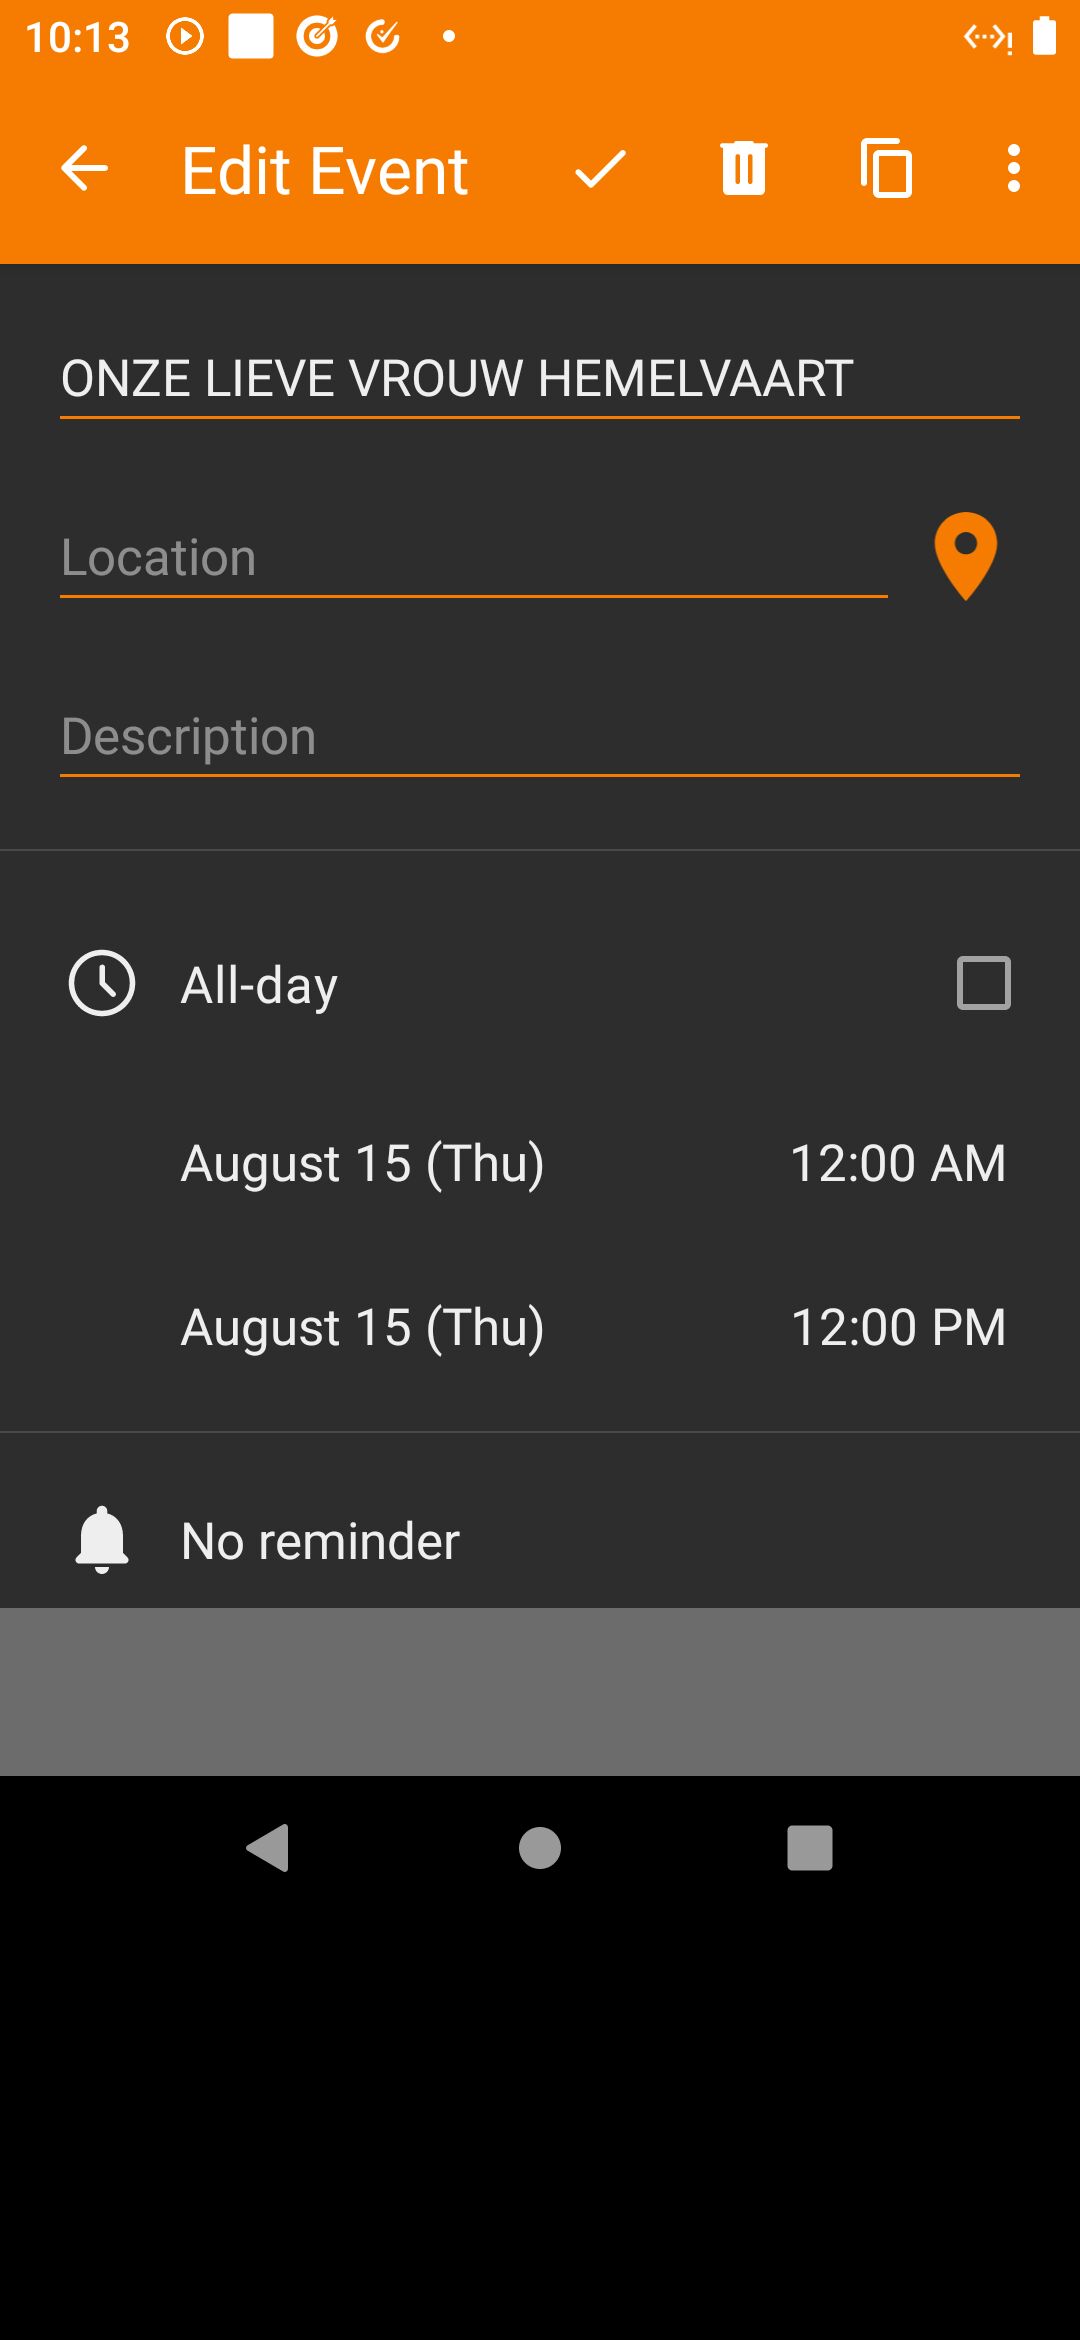 10:13
Edit Event
ONZE LIEVE VROUW HEMELVAART
Location
Description
All-day
August 15 (Thu) 12:00 AM
August 15 (Thu) 12:00 PM
No reminder